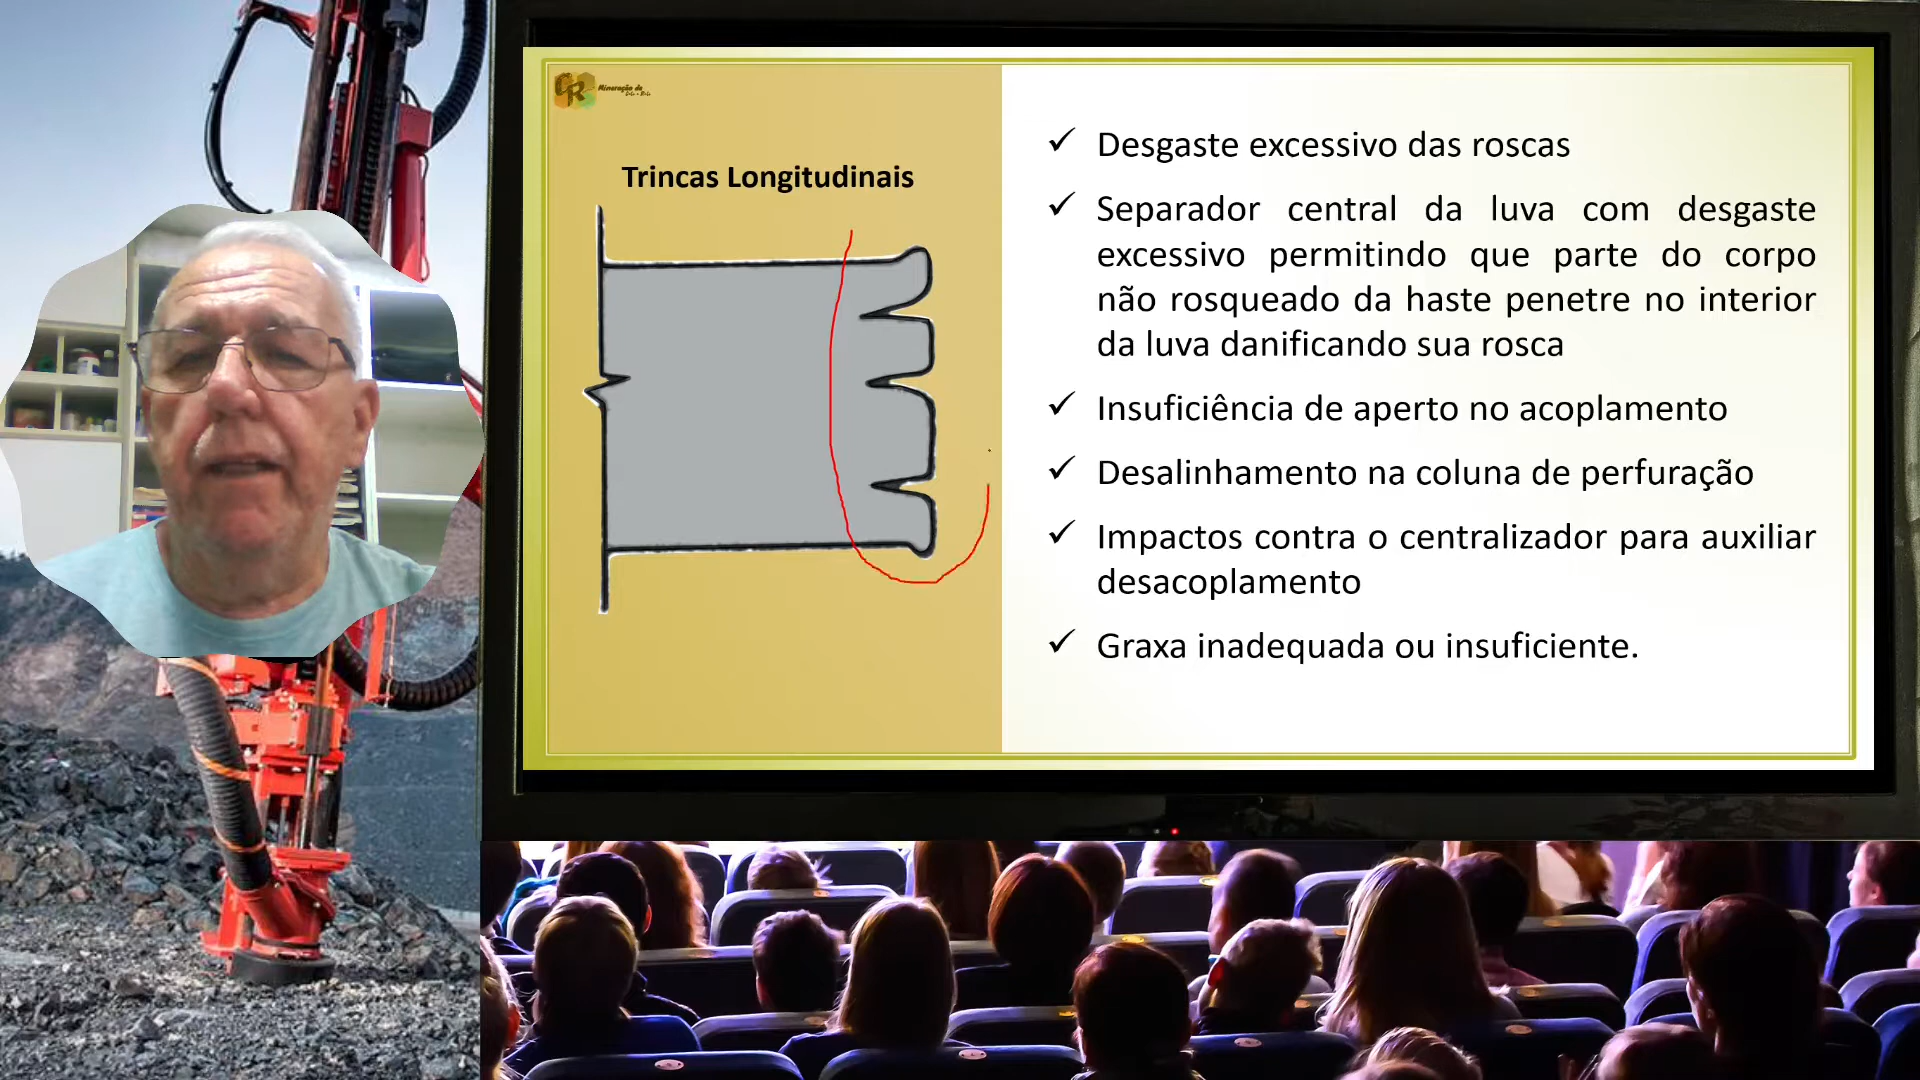 Mineração de
Trincas Longitudinais
✓ Desgaste excessivo das roscas
✓ Separador central da luva com desgaste
excessivo permitindo que parte do corpo
não rosqueado da haste penetre no interior
da luva danificando sua rosca
✓ Insuficiência de aperto no acoplamento
✓ Desalinhamento na coluna de perfuração
✓ Impactos contra o centralizador para auxiliar
desacoplamento
✓ Graxa inadequada ou insuficiente.